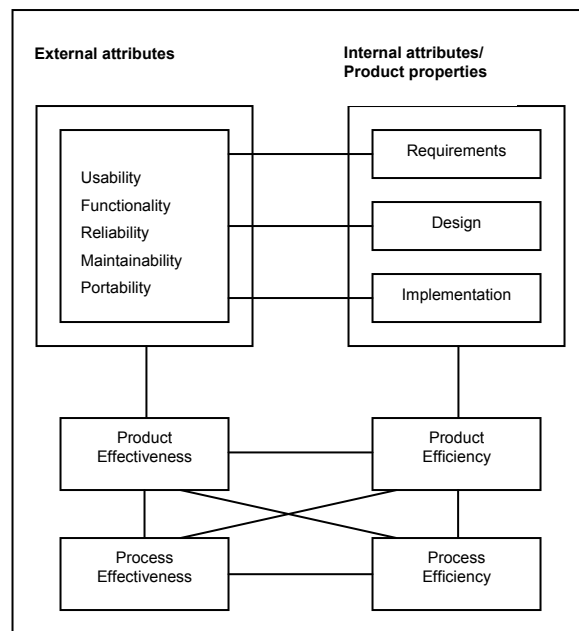 External attributes
Internal attributes/
Product properties
Usability
Functionality
Reliability
Maintainability
Portability
Requirements
Design
Implementation
Product
Effectiveness
Product
Efficiency
Process
Effectiveness
Process
Efficiency